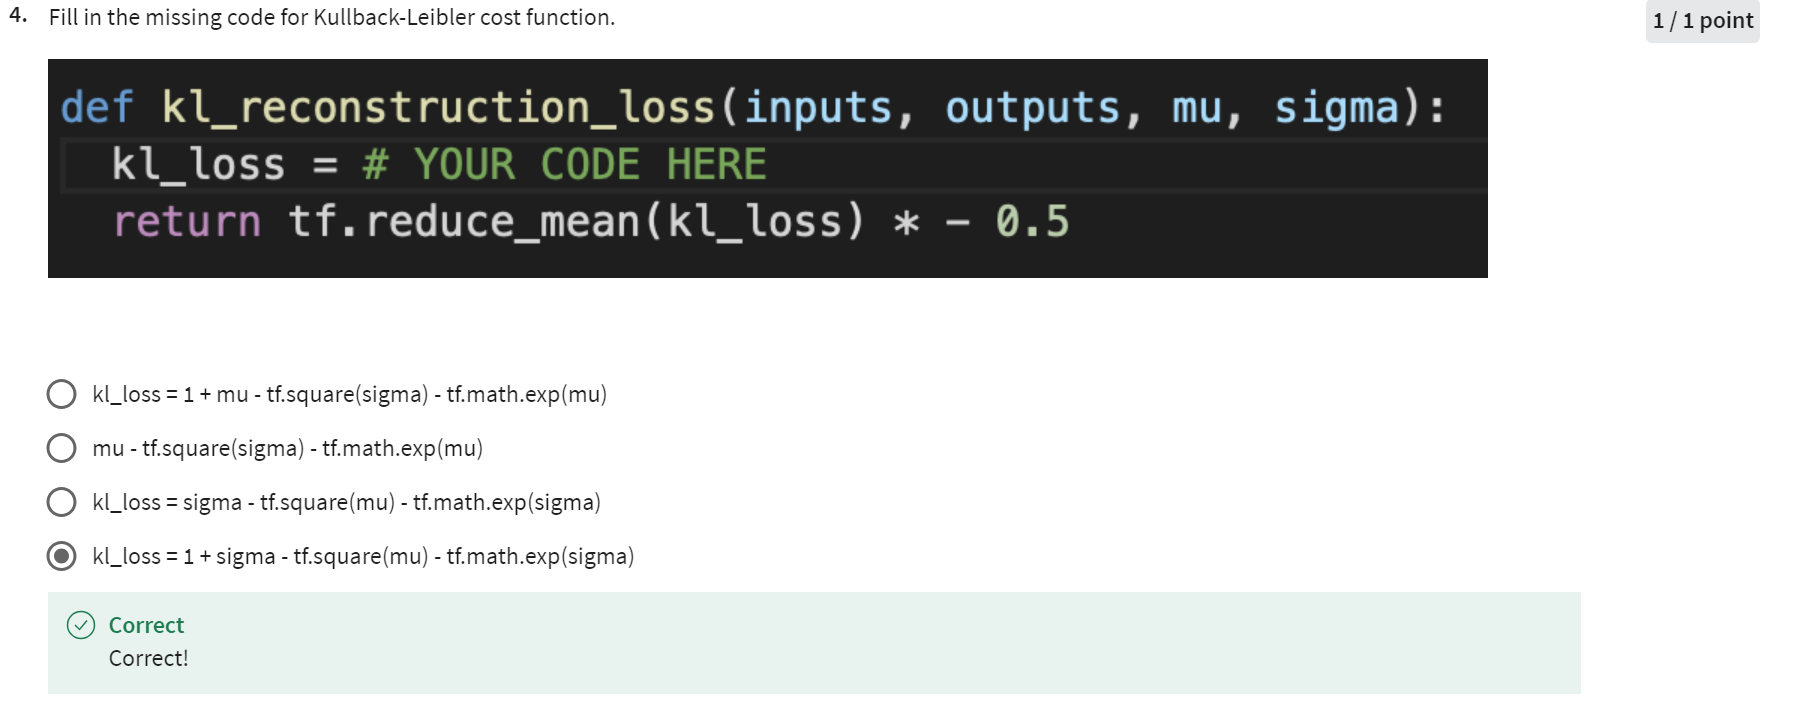 4. Fill in the missing code for Kullback-Leibler cost function.
1 / 1 point
def kl_reconstruction_loss(inputs, outputs, mu, sigma):
kl_loss = # YOUR CODE HERE
return tf.reduce_mean(kl_loss) * - 0.5
kl_loss = 1 + mu - tf.square(sigma) - tf.math.exp(mu)
mu - tf.square(sigma) - tf.math.exp(mu)
kl_loss = sigma - tf.square(mu) - tf.math.exp(sigma)
kl_loss = 1 + sigma - tf.square(mu) - tf.math.exp(sigma)
Correct
Correct!